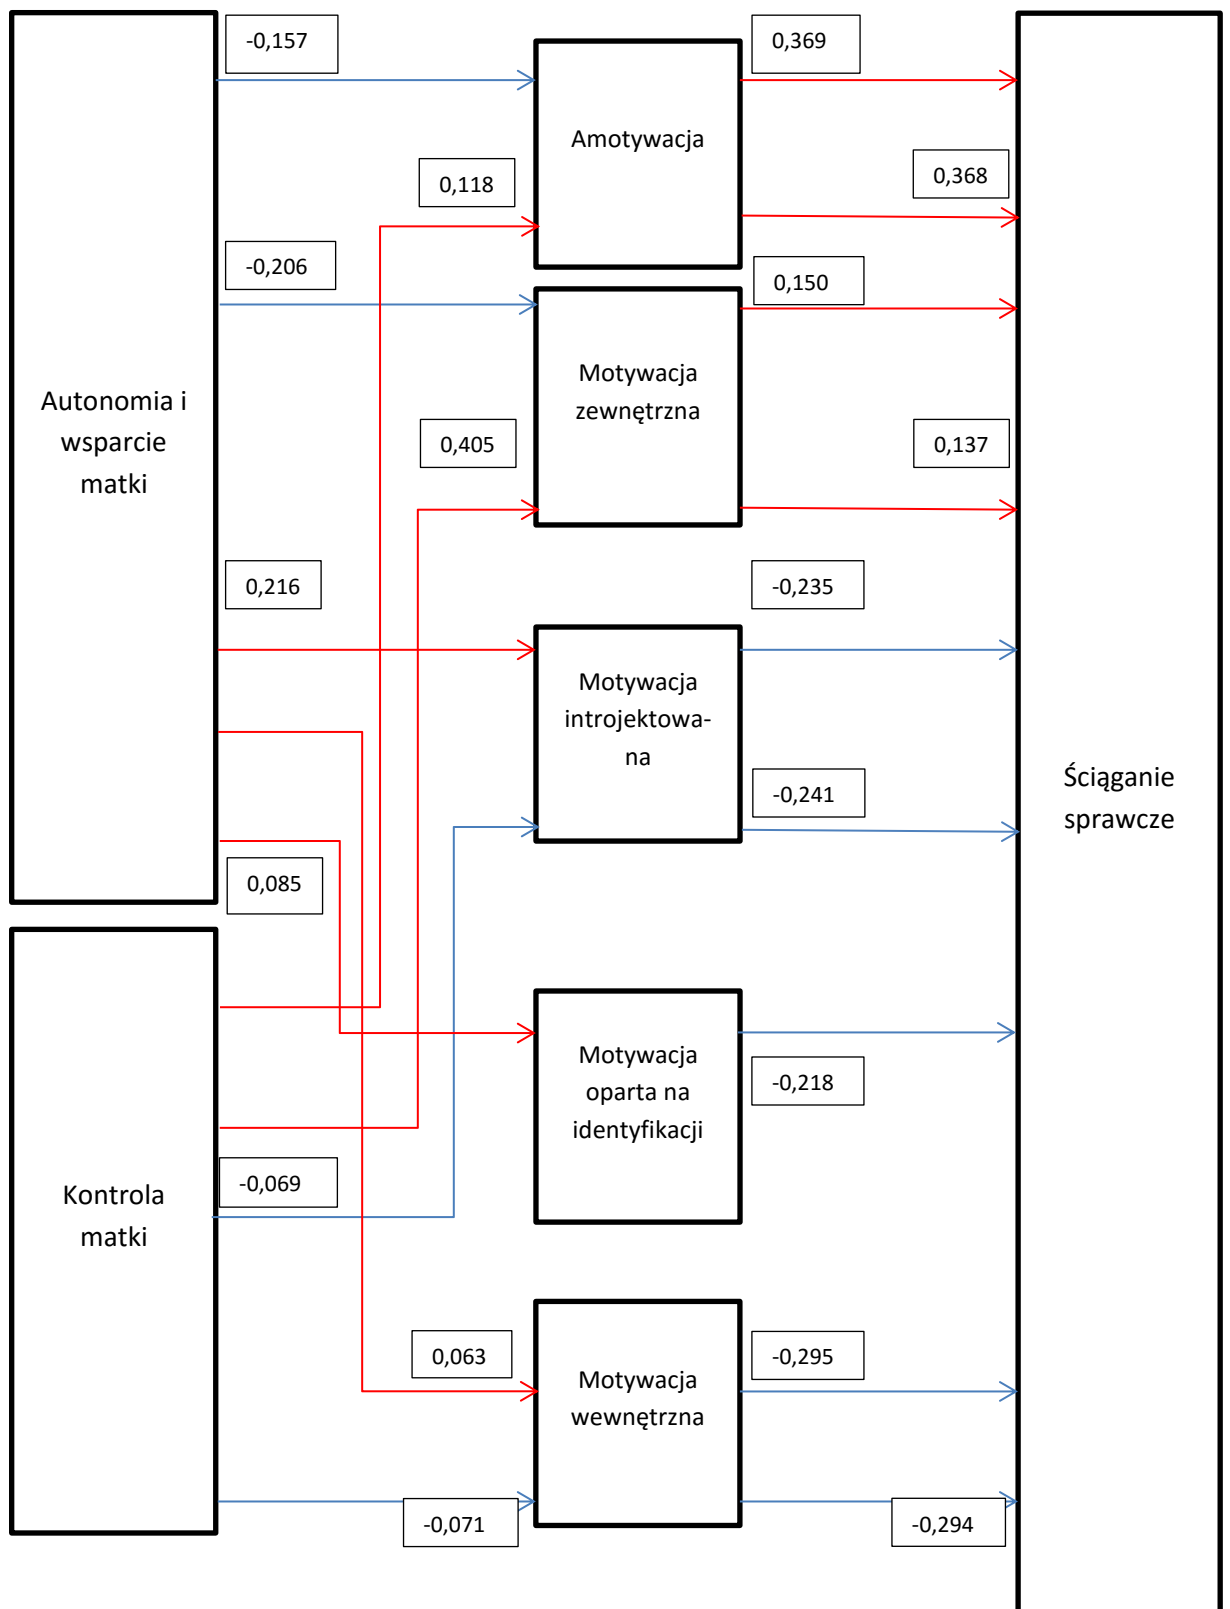 -0,157
0,369
Amotywacja
0,118
0,368
-0,206
0,150
Autonomia i
wsparcie
matki
Motywacja
zewnętrzna
0,405
0,137
0,216
-0,235
Motywacja
introjektowa-
na
-0,241
Ściąganie
sprawcze
0,085
Motywacja
oparta na
identyfikacji
-0,218
Kontrola
matki
-0,069
0,063
Motywacja
wewnętrzna
-0,295
-0,071
-0,294